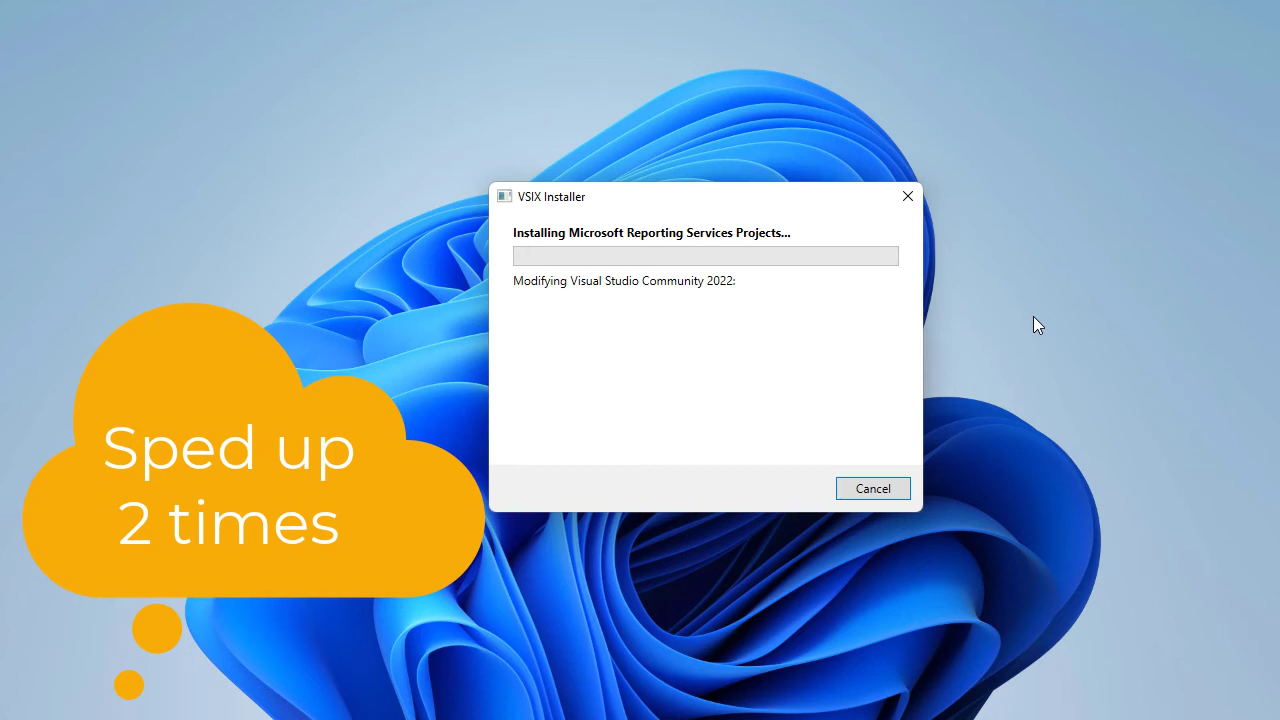 VSIX Installer
Installing Microsoft Reporting Services Projects...
Modifying Visual Studio Community 2022:
Cancel
Sped up
2 times